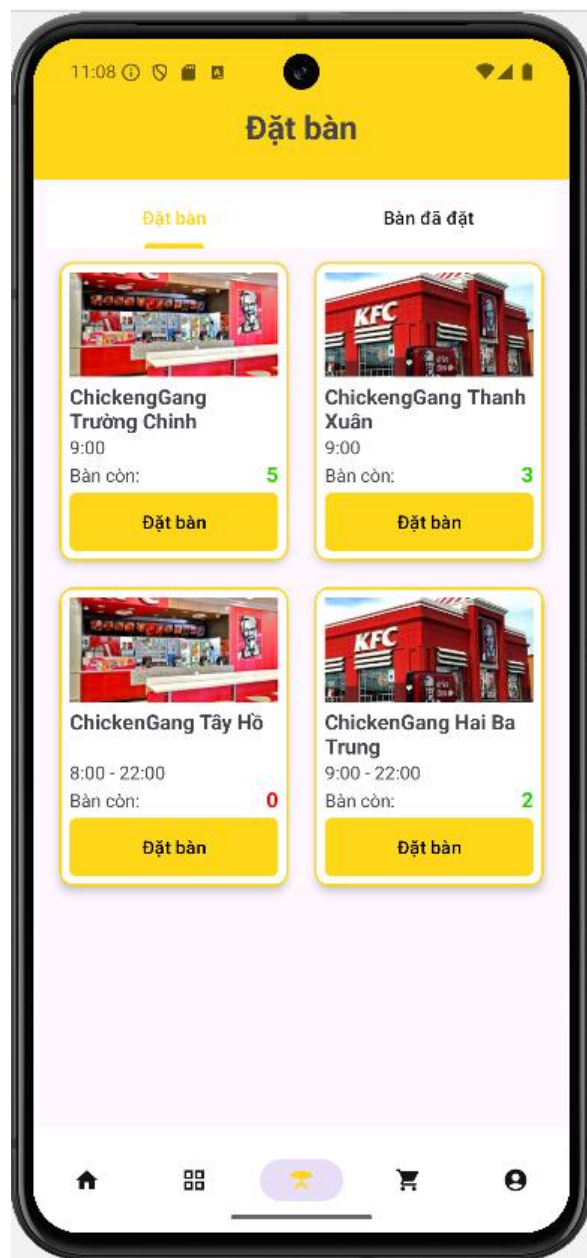 11:08
Đặt bàn
Đặt bàn
Bàn đã đặt
ChickengGang
Trường Chinh
9:00
Bàn còn:
5
Đặt bàn
KFC
ChickengGang Thanh
Xuân
9:00
Bàn còn:
3
Đặt bàn
ChickenGang Tây Hồ
8:00 - 22:00
Bàn còn:
0
Đặt bàn
KFC
ChickenGang Hai Ba
Trung
9:00 - 22:00
Bàn còn:
2
Đặt bàn